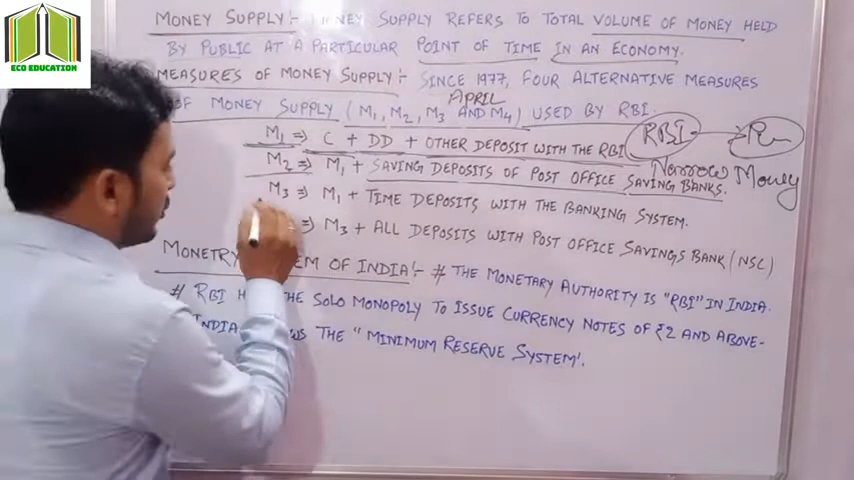 ECO EDUCATION
MONEY SUPPLY:- MONEY SUPPLY REFERS TO TOTAL VOLUME OF MONEY HELD
BY PUBLIC AT A PARTICULAR POINT OF TIME IN AN ECONOMY.
MEASURES OF MONEY SUPPLY:- SINCE 1977, FOUR ALTERNATIVE MEASURES
APRIL
OF MONEY SUPPLY (M1, M2, M3 AND M4) USED BY RBI.
M1 ⇒ C + DD + OTHER DEPOSIT WITH THE RBI RBI
Narrow Money
M2 ⇒ M1 + SAVING DEPOSITS OF POST OFFICE SAVING BANKS.
M3 ⇒ M1 + TIME DEPOSITS WITH THE BANKING SYSTEM.
⇒ M3 + ALL DEPOSITS WITH POST OFFICE SAVINGS BANK (NSC)
MONETRY OF INDIA:- # THE MONETARY AUTHORITY IS "RBI" IN INDIA.
# RBI THE SOLO MONOPOLY TO ISSUE CURRENCY NOTES OF ₹2 AND ABOVE-
INDIA THE "MINIMUM RESERVE SYSTEM'.